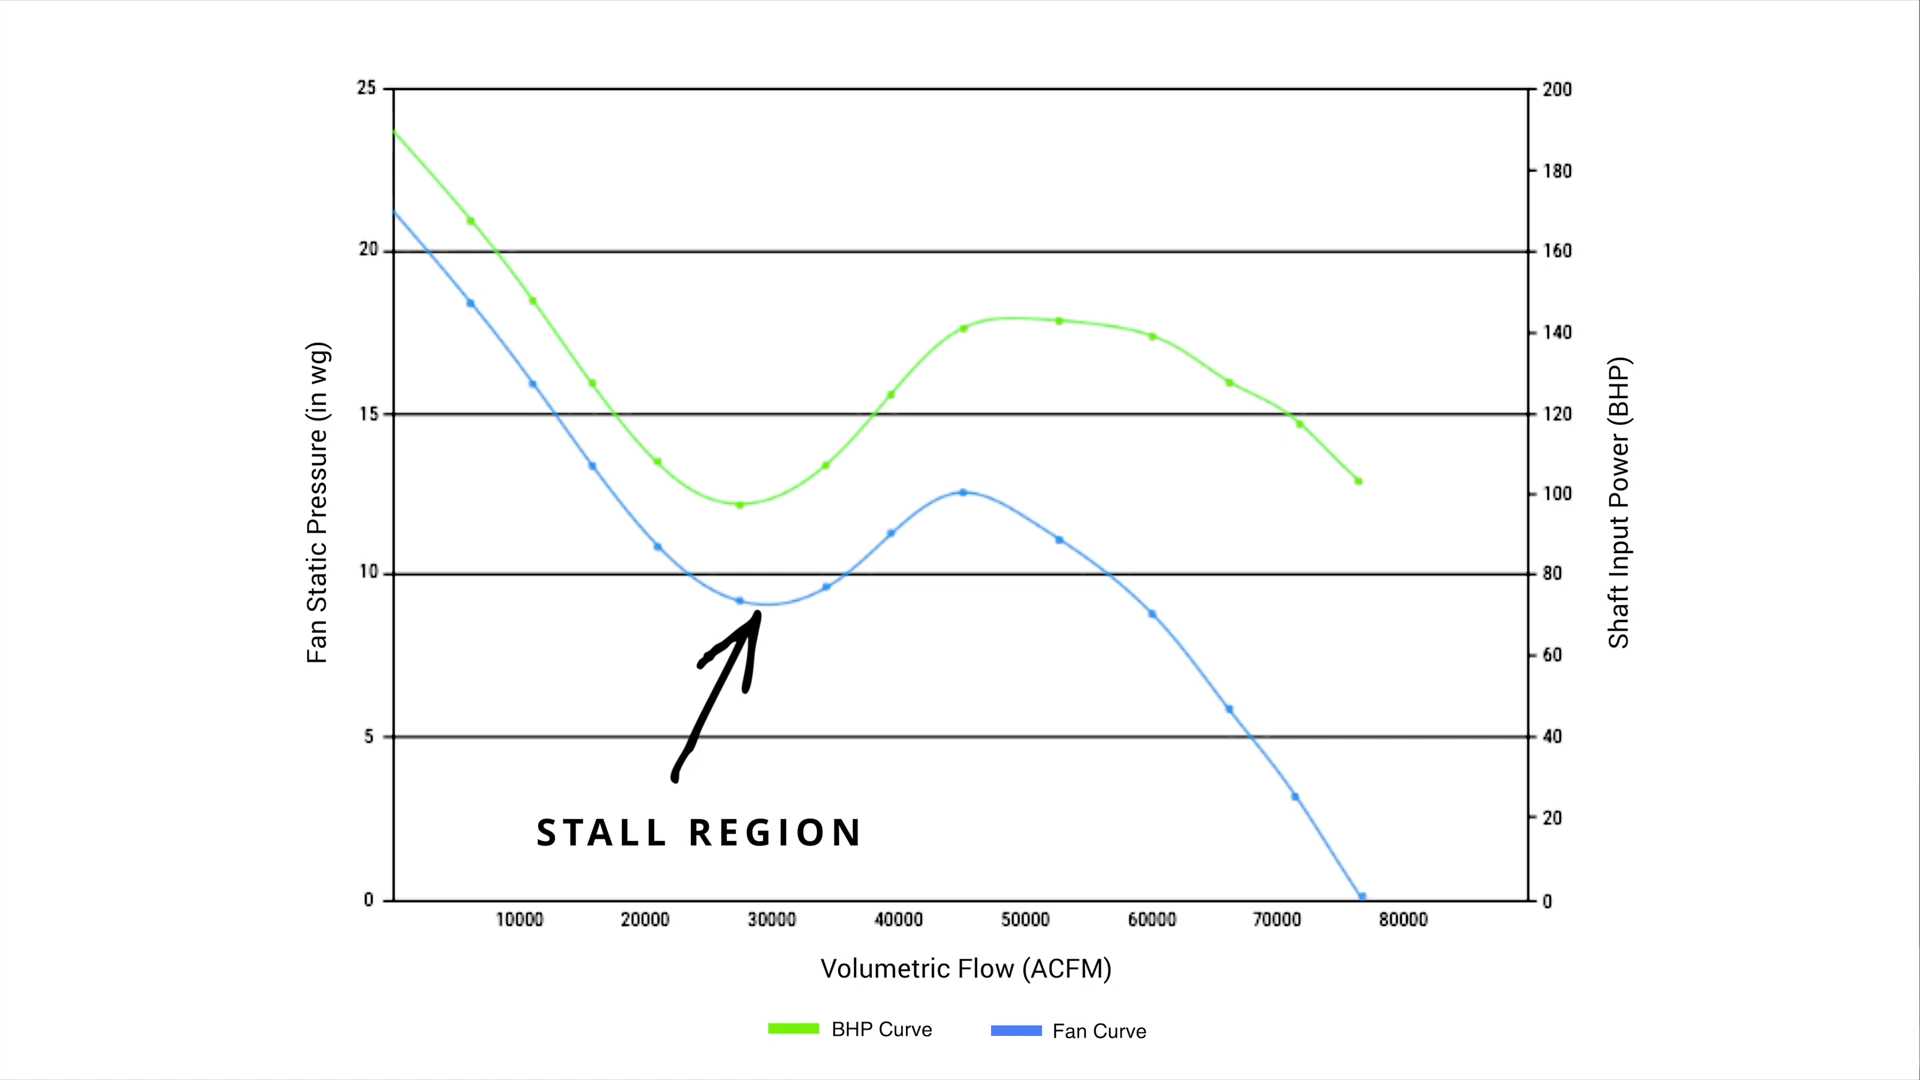 25
20
15
10
5
0
Fan Static Pressure (in wg)
200
180
160
140
120
100
80
60
40
20
0
Shaft Input Power (BHP)
STALL REGION
10000 20000 30000 40000 50000 60000 70000 80000
Volumetric Flow (ACFM)
BHP Curve Fan Curve